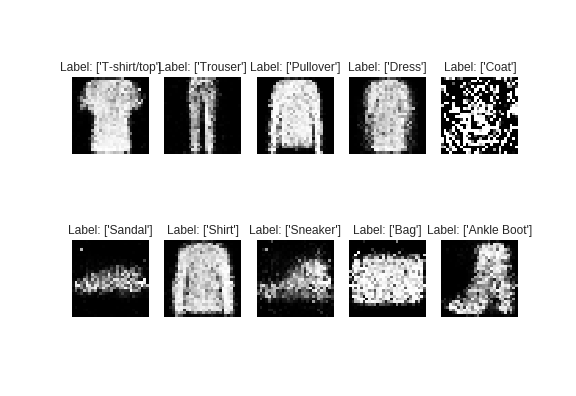 Label: ['T-shirt/top'] Label: ['Trouser'] Label: ['Pullover'] Label: ['Dress'] Label: ['Coat']
Label: ['Sandal'] Label: ['Shirt'] Label: ['Sneaker'] Label: ['Bag'] Label: ['Ankle Boot']